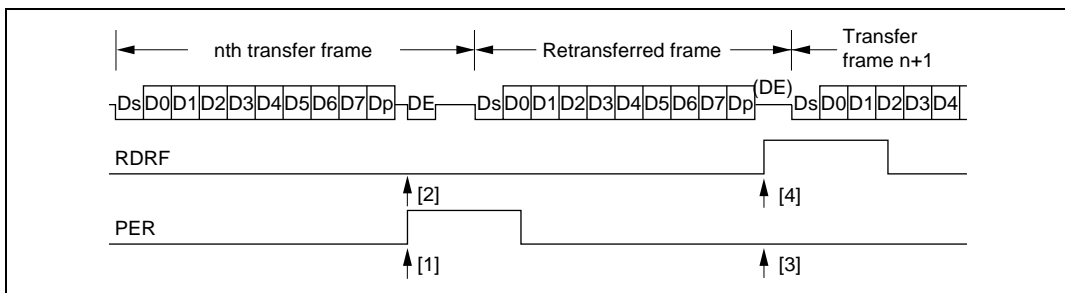 nth transfer frame Retransferred frame Transfer
frame n+1
(DE)
Ds D0 D1 D2 D3 D4 D5 D6 D7 Dp DE Ds D0 D1 D2 D3 D4 D5 D6 D7 Dp Ds D0 D1 D2 D3 D4
RDRF
[2] [4]
PER
[1] [3]